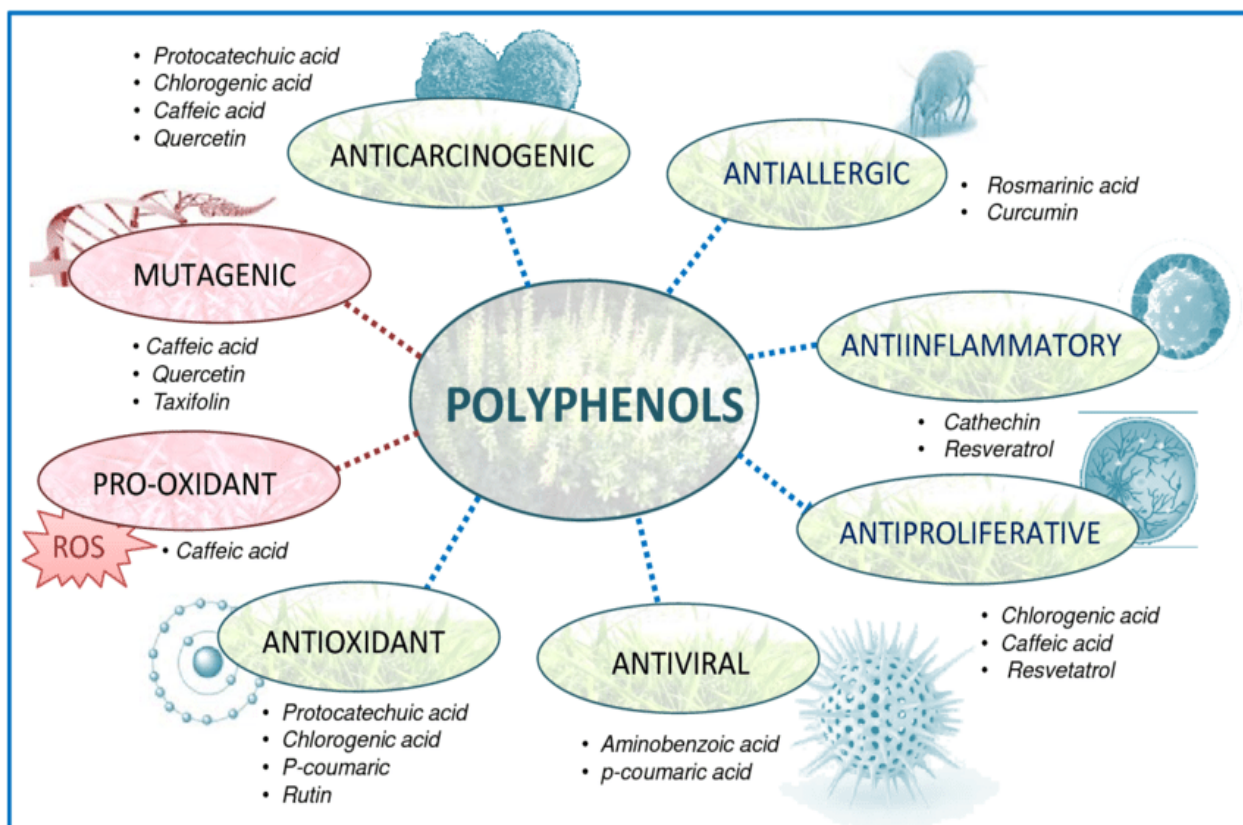 • Protocatechuic acid
• Chlorogenic acid
• Caffeic acid
• Quercetin
ANTICARCINOGENIC
ANTIALLERGIC
• Rosmarinic acid
• Curcumin
MUTAGENIC
• Caffeic acid
• Quercetin
• Taxifolin
POLYPHENOLS
ANTIINFLAMMATORY
• Cathechin
• Resveratrol
PRO-OXIDANT
ROS
• Caffeic acid
ANTIPROLIFERATIVE
• Chlorogenic acid
• Caffeic acid
• Resvetatrol
ANTIOXIDANT
• Protocatechuic acid
• Chlorogenic acid
• P-coumaric
• Rutin
ANTIVIRAL
• Aminobenzoic acid
• p-coumaric acid